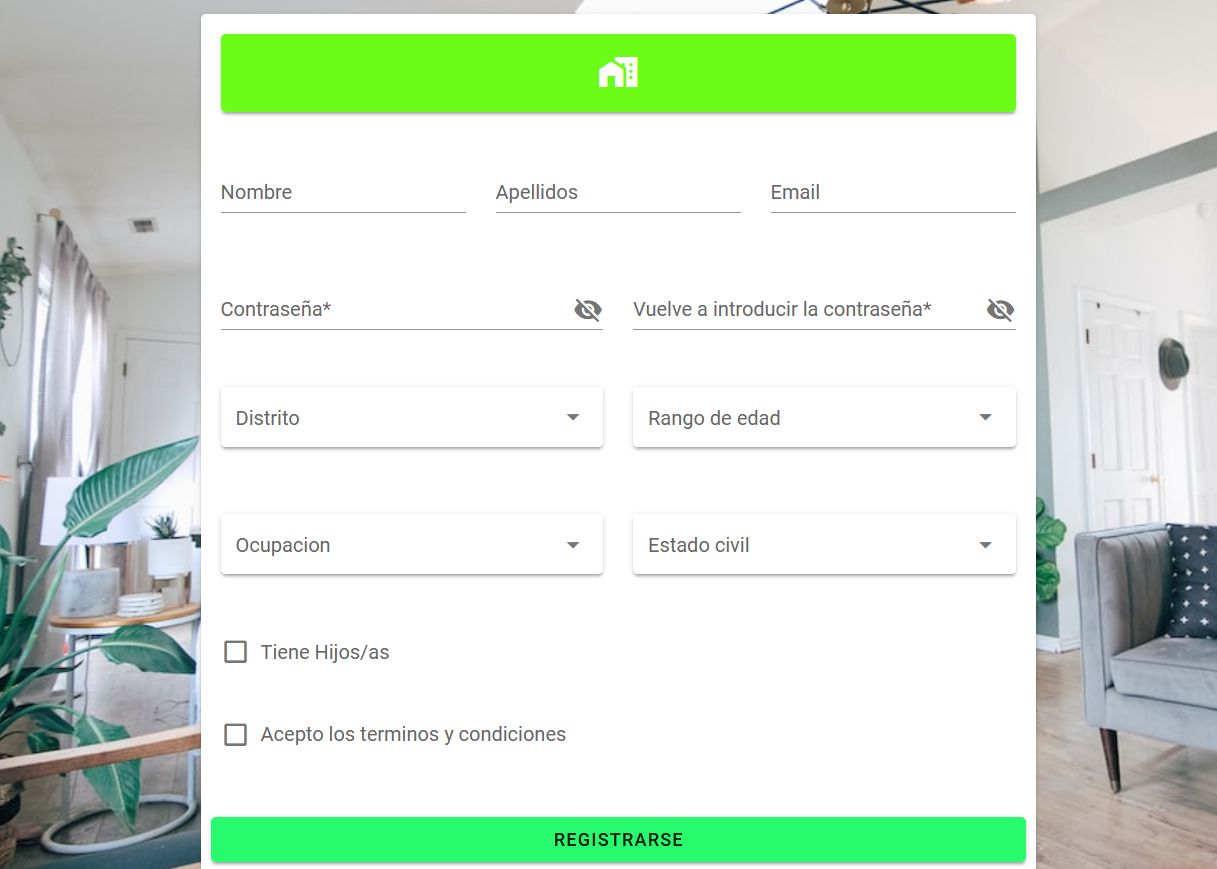 Nombre
Apellidos
Email
Contraseña*
Vuelve a introducir la contraseña*
Distrito
Rango de edad
Ocupacion
Estado civil
Tiene Hijos/as
Acepto los terminos y condiciones
REGISTRARSE